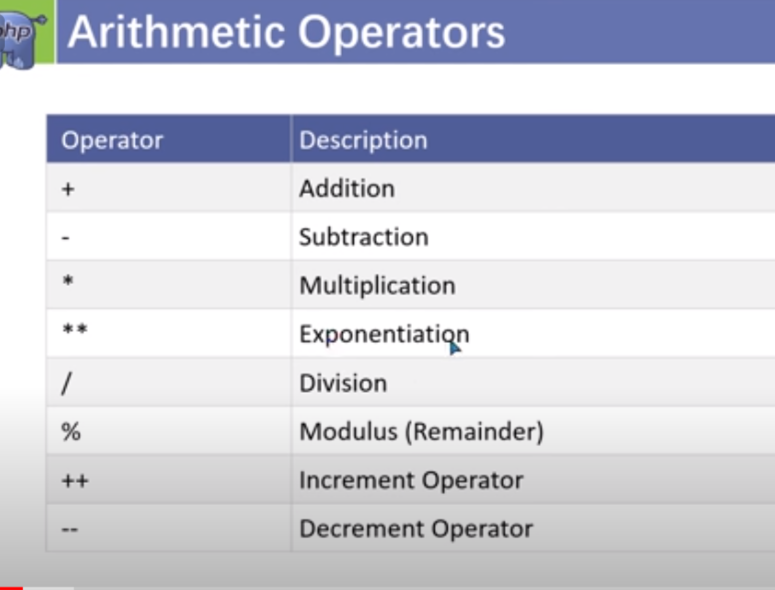 php
Arithmetic Operators
Operator Description
+ Addition
- Subtraction
* Multiplication
** Exponentiation
/ Division
% Modulus (Remainder)
++ Increment Operator
-- Decrement Operator